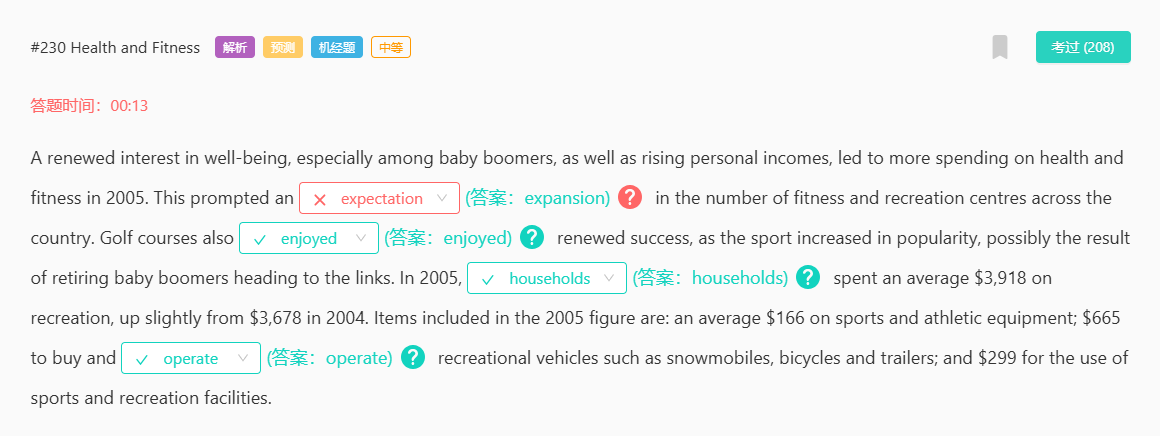 #230 Health and Fitness 解析 预测 机经题 中等 考过 (208)
答题时间：00:13
A renewed interest in well-being, especially among baby boomers, as well as rising personal incomes, led to more spending on health and
fitness in 2005. This prompted an expectation (答案：expansion) ? in the number of fitness and recreation centres across the
country. Golf courses also enjoyed (答案：enjoyed) ? renewed success, as the sport increased in popularity, possibly the result
of retiring baby boomers heading to the links. In 2005, households (答案：households) ? spent an average $3,918 on
recreation, up slightly from $3,678 in 2004. Items included in the 2005 figure are: an average $166 on sports and athletic equipment; $665
to buy and operate (答案：operate) ? recreational vehicles such as snowmobiles, bicycles and trailers; and $299 for the use of
sports and recreation facilities.